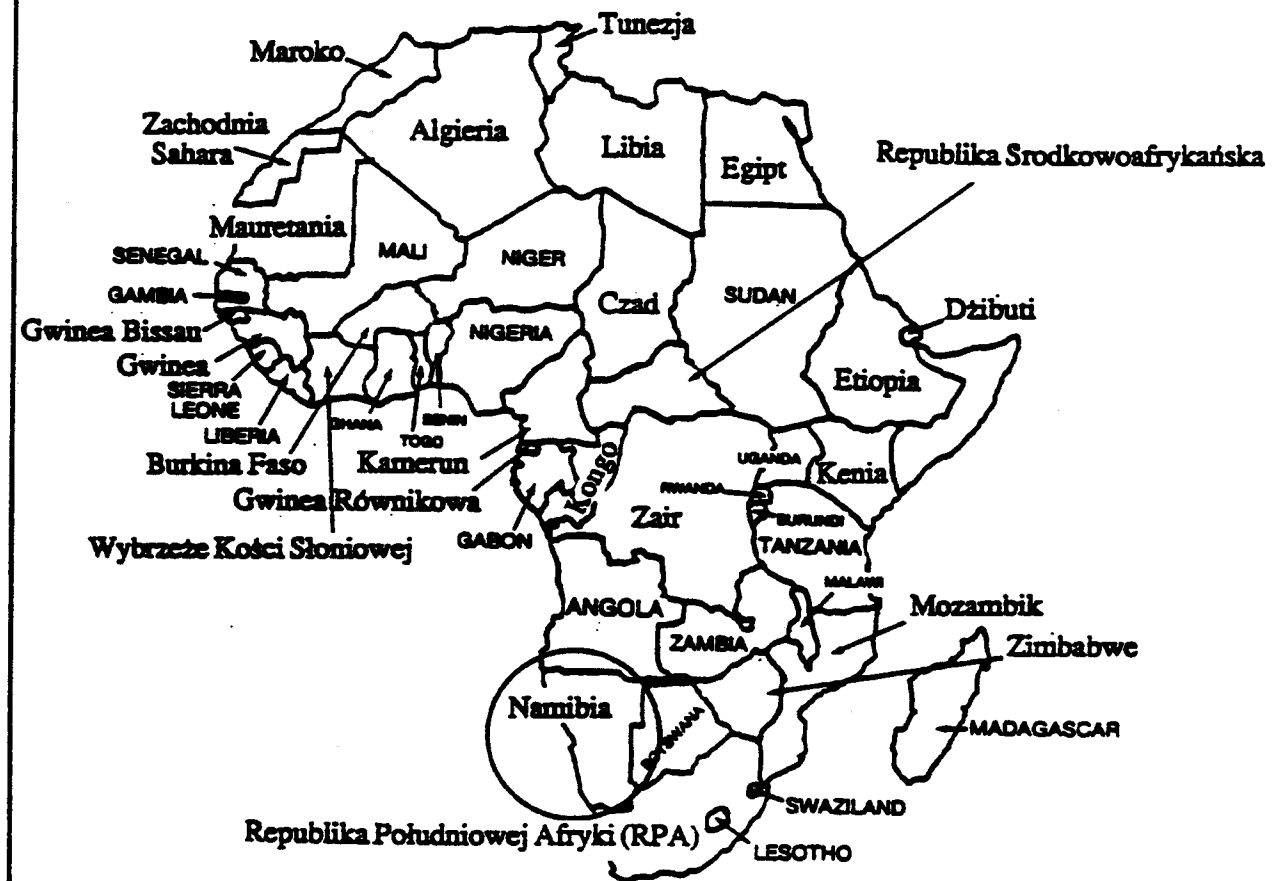 Tunezja
Maroko
Zachodnia
Sahara
Algieria
Libia
Egipt
Republika Srodkowoafrykańska
Mauretania
SENEGAL
MALI
NIGER
GAMBIA
Czad
SUDAN
Dżibuti
Gwinea Bissau
NIGERIA
Gwinea
SIERRA
LEONE
Etiopia
LIBERIA
GHANA
TOGO
BENIN
Burkina Faso
Kamerun
UGANDA
Kenia
Kongo
Gwinea Równikowa
RWANDA
Zair
BURUNDI
GABON
TANZANIA
Wybrzeże Kości Słoniowej
MALAWI
ANGOLA
Mozambik
ZAMBIA
Zimbabwe
Namibia
BOTSWANA
MADAGASCAR
SWAZILAND
Republika Południowej Afryki (RPA)
LESOTHO